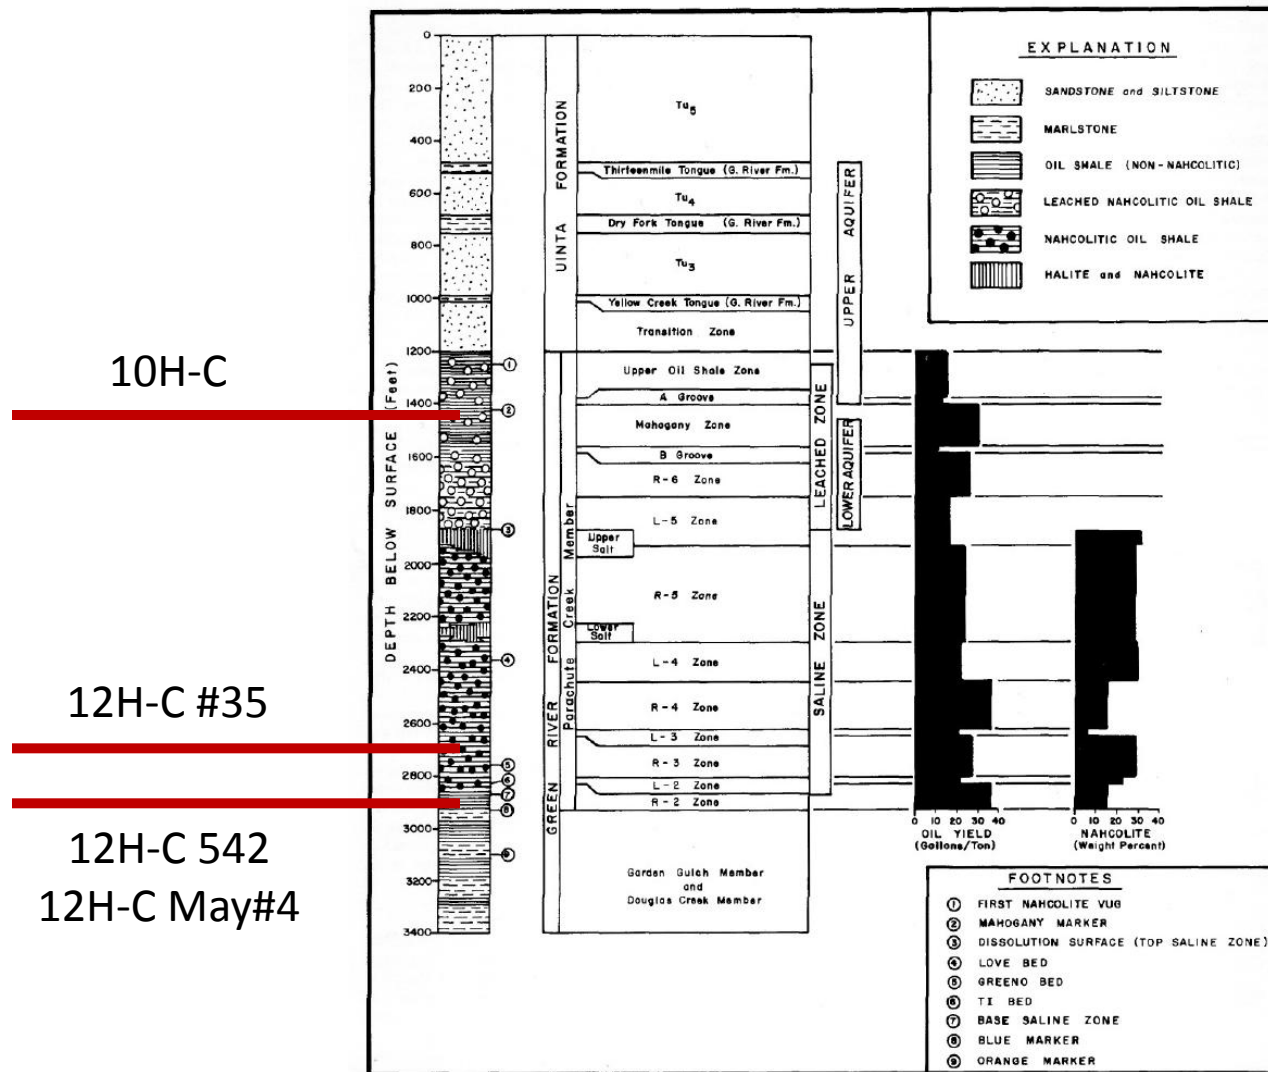 10H-C
12H-C #35
12H-C 542
12H-C May#4
DEPTH BELOW SURFACE (Feet)
0
200
400
600
800
1000
1200
1400
1600
1800
2000
2200
2400
2600
2800
3000
3200
3400
1
2
3
4
5
6
7
8
9
UINTA FORMATION
GREEN RIVER FORMATION
Parachute Creek Member
Tu5
Thirteenmile Tongue (G. River Fm.)
Tu4
Dry Fork Tongue (G. River Fm.)
Tu3
Yellow Creek Tongue (G. River Fm.)
Transition Zone
Upper Oil Shale Zone
A Groove
Mahogany Zone
B Groove
R-6 Zone
L-5 Zone
Upper
Salt
R-5 Zone
Lower
Salt
L-4 Zone
R-4 Zone
L-3 Zone
R-3 Zone
L-2 Zone
R-2 Zone
Garden Gulch Member
and
Douglas Creek Member
LEACHED ZONE
SALINE ZONE
UPPER AQUIFER
LOWER AQUIFER
0 10 20 30 40
OIL YIELD
(Gallons/Ton)
0 10 20 30 40
NAHCOLITE
(Weight Percent)
EXPLANATION
SANDSTONE and SILTSTONE
MARLSTONE
OIL SHALE (NON-NAHCOLITIC)
LEACHED NAHCOLITIC OIL SHALE
NAHCOLITIC OIL SHALE
HALITE and NAHCOLITE
FOOTNOTES
1 FIRST NAHCOLITE VUG
2 MAHOGANY MARKER
3 DISSOLUTION SURFACE (TOP SALINE ZONE)
4 LOVE BED
5 GREENO BED
6 TI BED
7 BASE SALINE ZONE
8 BLUE MARKER
9 ORANGE MARKER